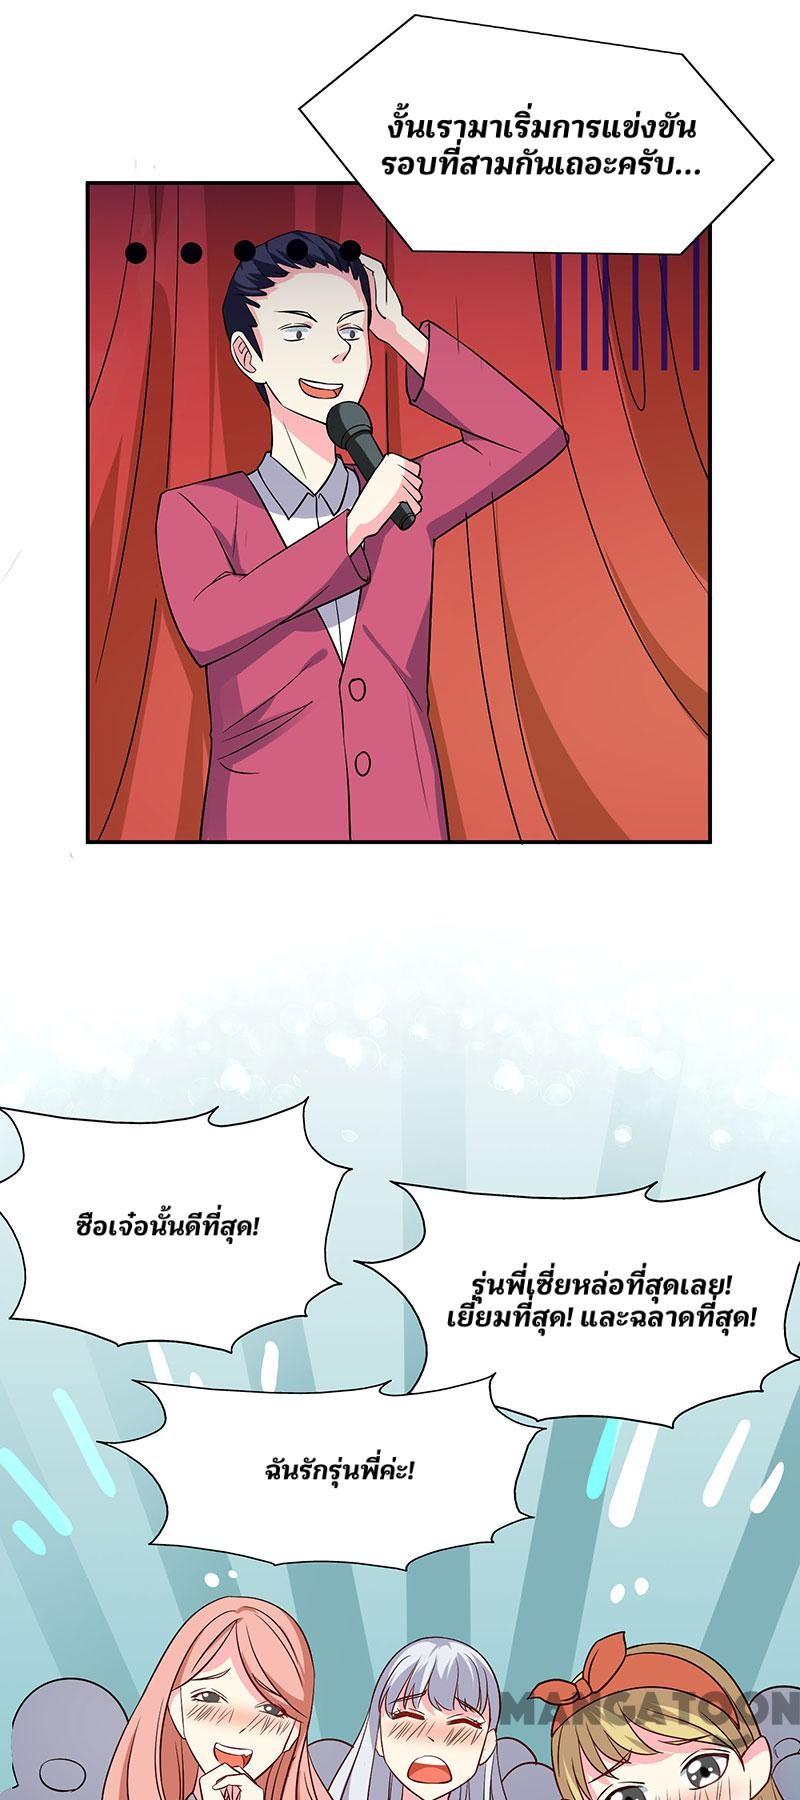 งั้นเรามาเริ่มการแข่งขัน
รอบที่สามกันเถอะครับ...
ซือเจ๋อนั้นดีที่สุด!
รุ่นพี่เซี่ยหล่อที่สุดเลย!
เยี่ยมที่สุด! และฉลาดที่สุด!
ฉันรักรุ่นพี่ค่ะ!
MANGATOON